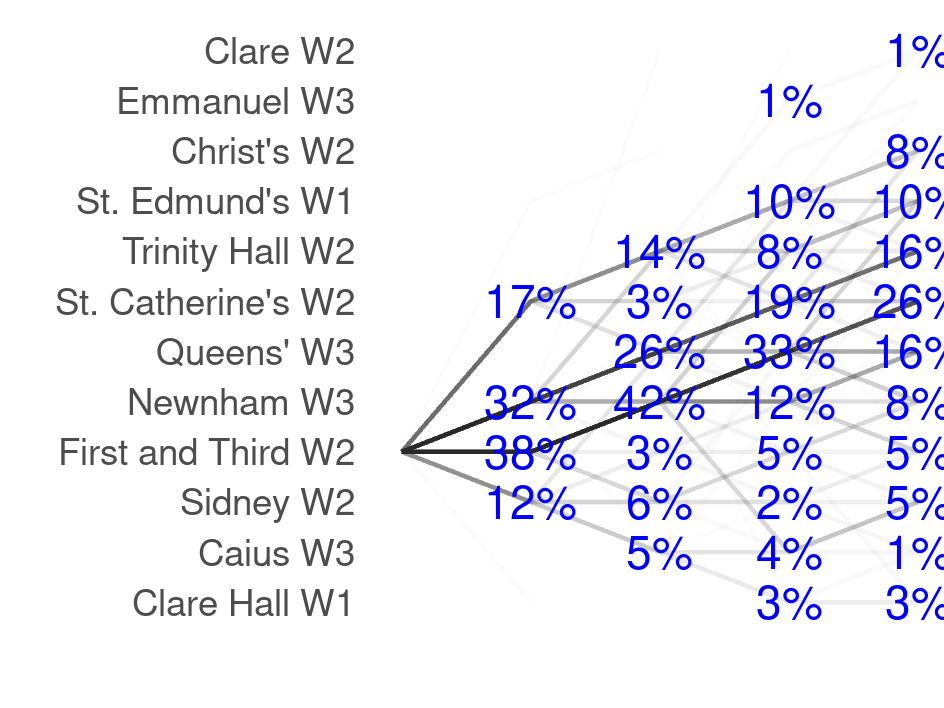 Clare W2 1%
Emmanuel W3 1%
Christ's W2 8%
St. Edmund's W1 10% 10%
Trinity Hall W2 14% 8% 16%
St. Catherine's W2 17% 3% 19% 26%
Queens' W3 26% 33% 16%
Newnham W3 32% 42% 12% 8%
First and Third W2 38% 3% 5% 5%
Sidney W2 12% 6% 2% 5%
Caius W3 5% 4% 1%
Clare Hall W1 3% 3%